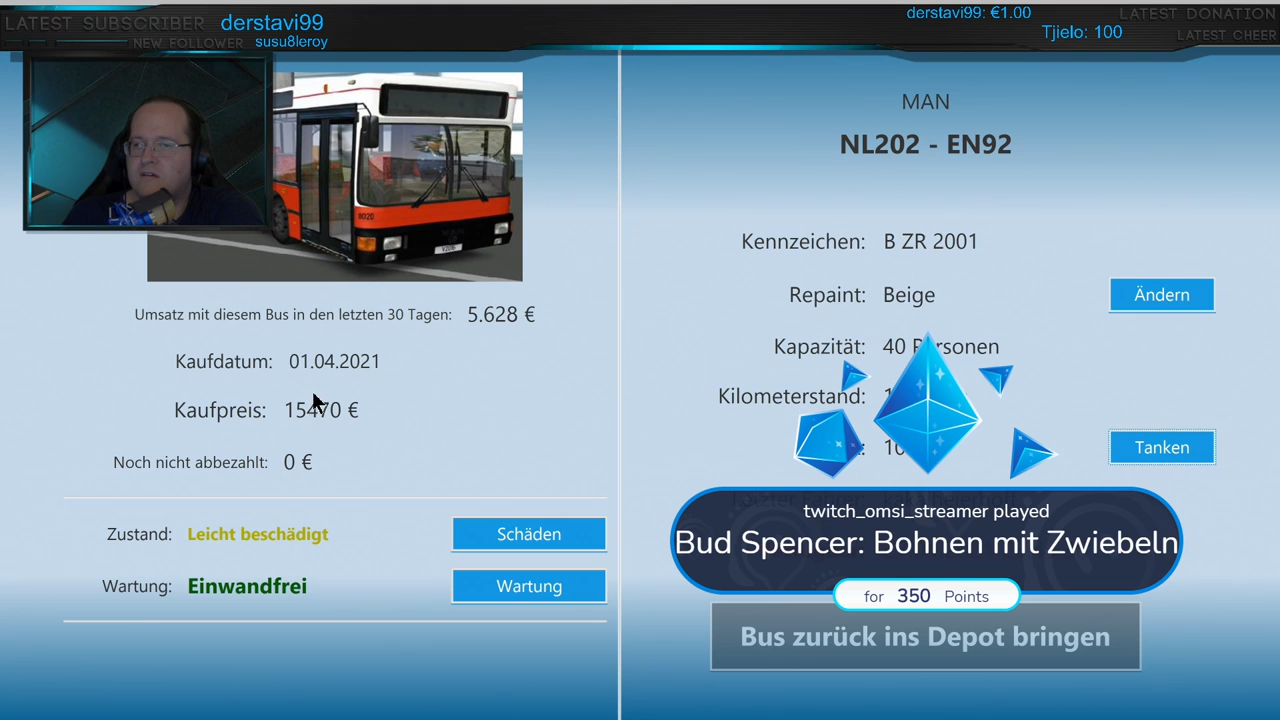 LATEST SUBSCRIBER derstavi99
NEW FOLLOWER susu8leroy
derstavi99: €1.00 LATEST DONATION
Tjielo: 100 LATEST CHEER
8020
Umsatz mit diesem Bus in den letzten 30 Tagen: 5.628 €
Kaufdatum: 01.04.2021
Kaufpreis: 15470 €
Noch nicht abbezahlt: 0 €
Zustand: Leicht beschädigt Schäden
Wartung: Einwandfrei Wartung
MAN
NL202 - EN92
Kennzeichen: B ZR 2001
Repaint: Beige Ändern
Kapazität: 40 Personen
Kilometerstand:
Tanken
twitch_omsi_streamer played
Bud Spencer: Bohnen mit Zwiebeln
for 350 Points
Bus zurück ins Depot bringen